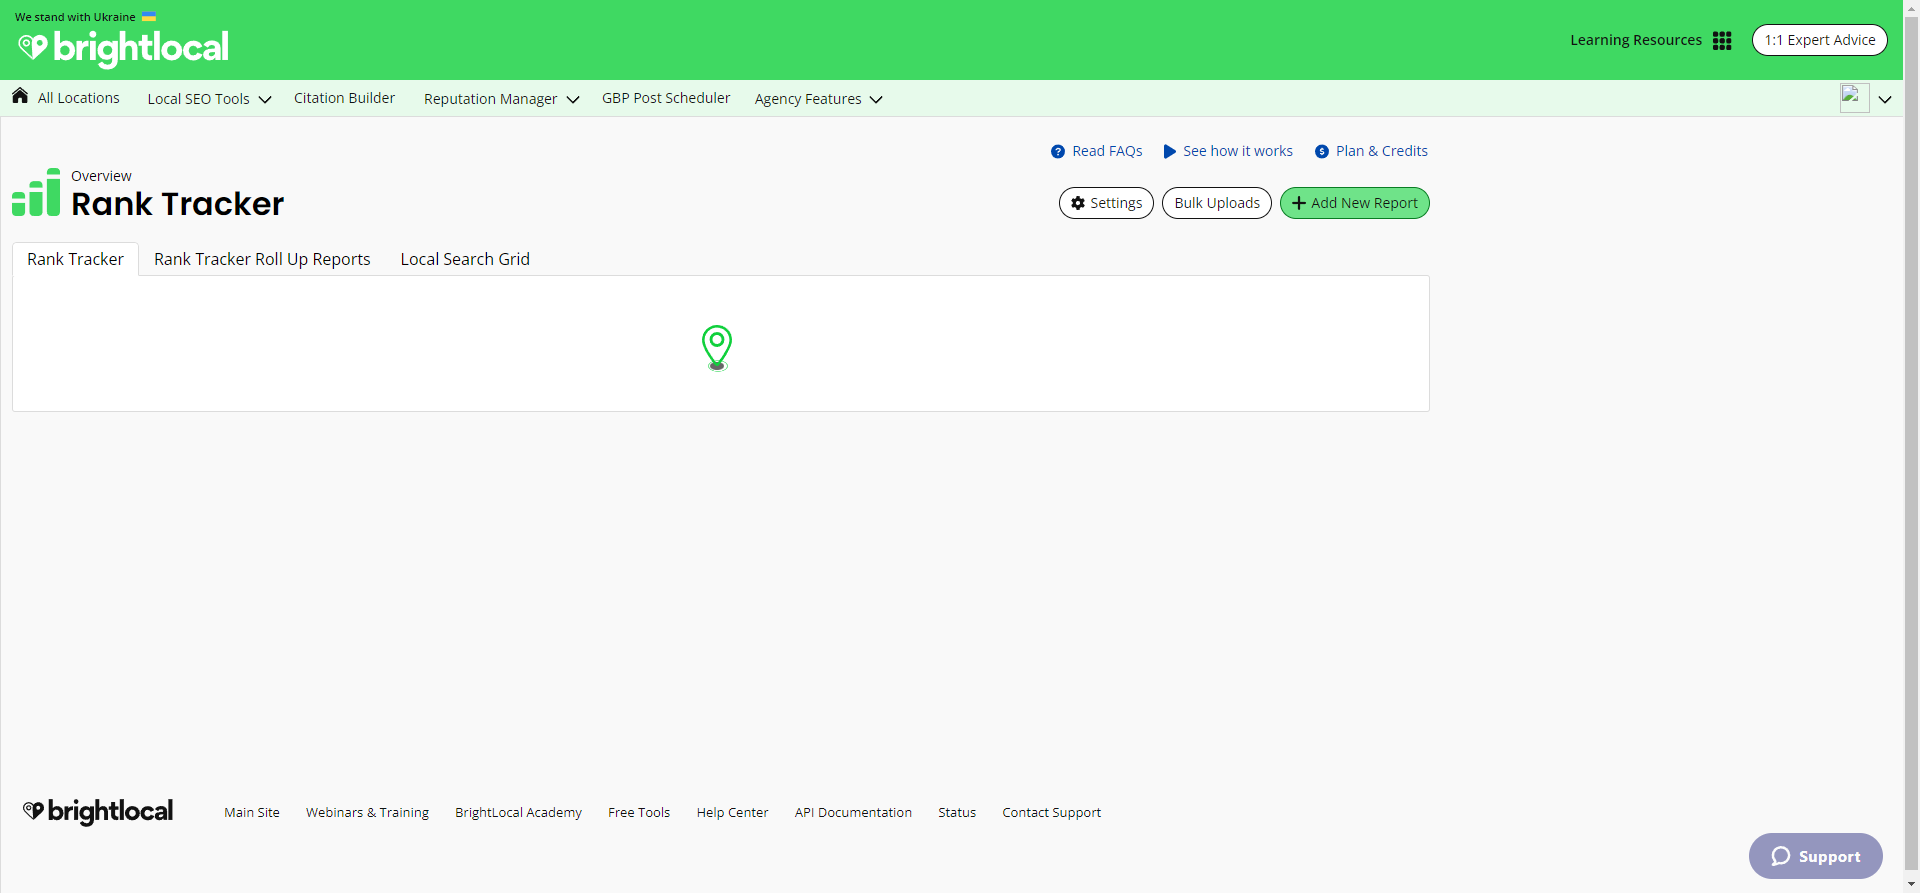 We stand with Ukraine
brightlocal
Learning Resources
1:1 Expert Advice
All Locations
Local SEO Tools
Citation Builder
Reputation Manager
GBP Post Scheduler
Agency Features
Read FAQs
See how it works
Plan & Credits
Overview
Rank Tracker
Settings
Bulk Uploads
Add New Report
Rank Tracker
Rank Tracker Roll Up Reports
Local Search Grid
brightlocal
Main Site
Webinars & Training
BrightLocal Academy
Free Tools
Help Center
API Documentation
Status
Contact Support
Support